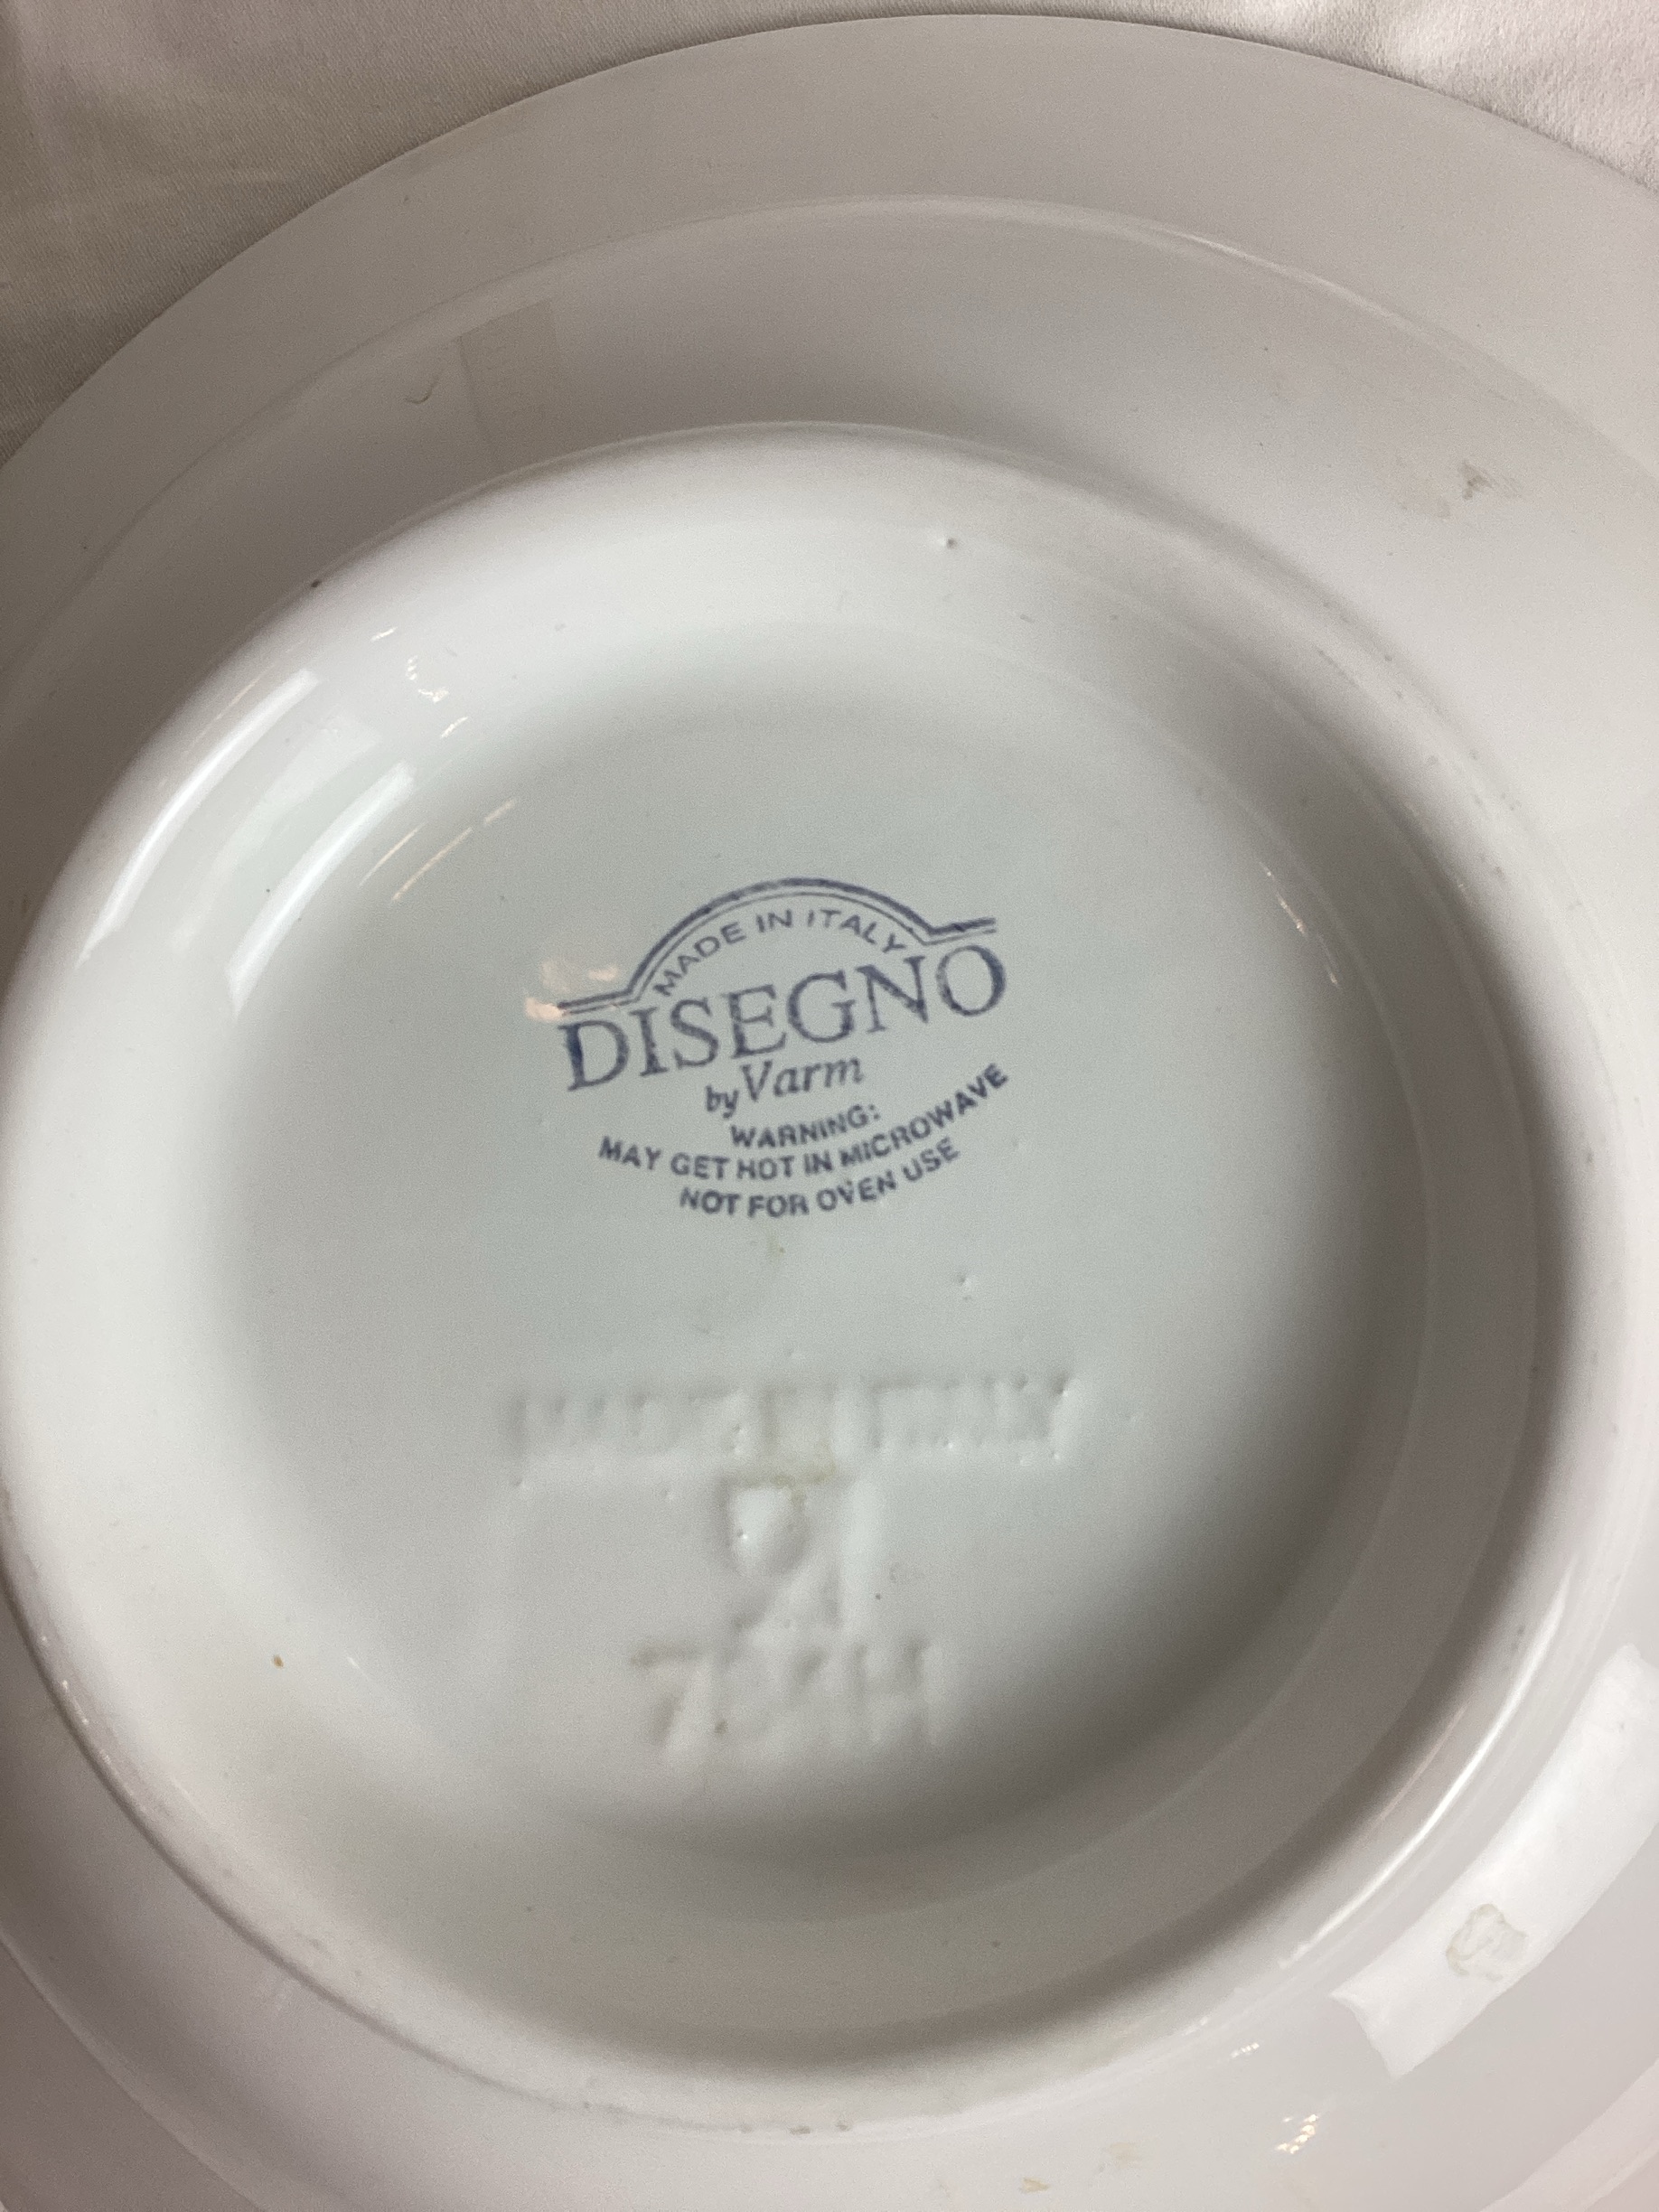 MADE IN ITALY
DISEGNO
by Varm
WARNING:
MAY GET HOT IN MICROWAVE
NOT FOR OVEN USE